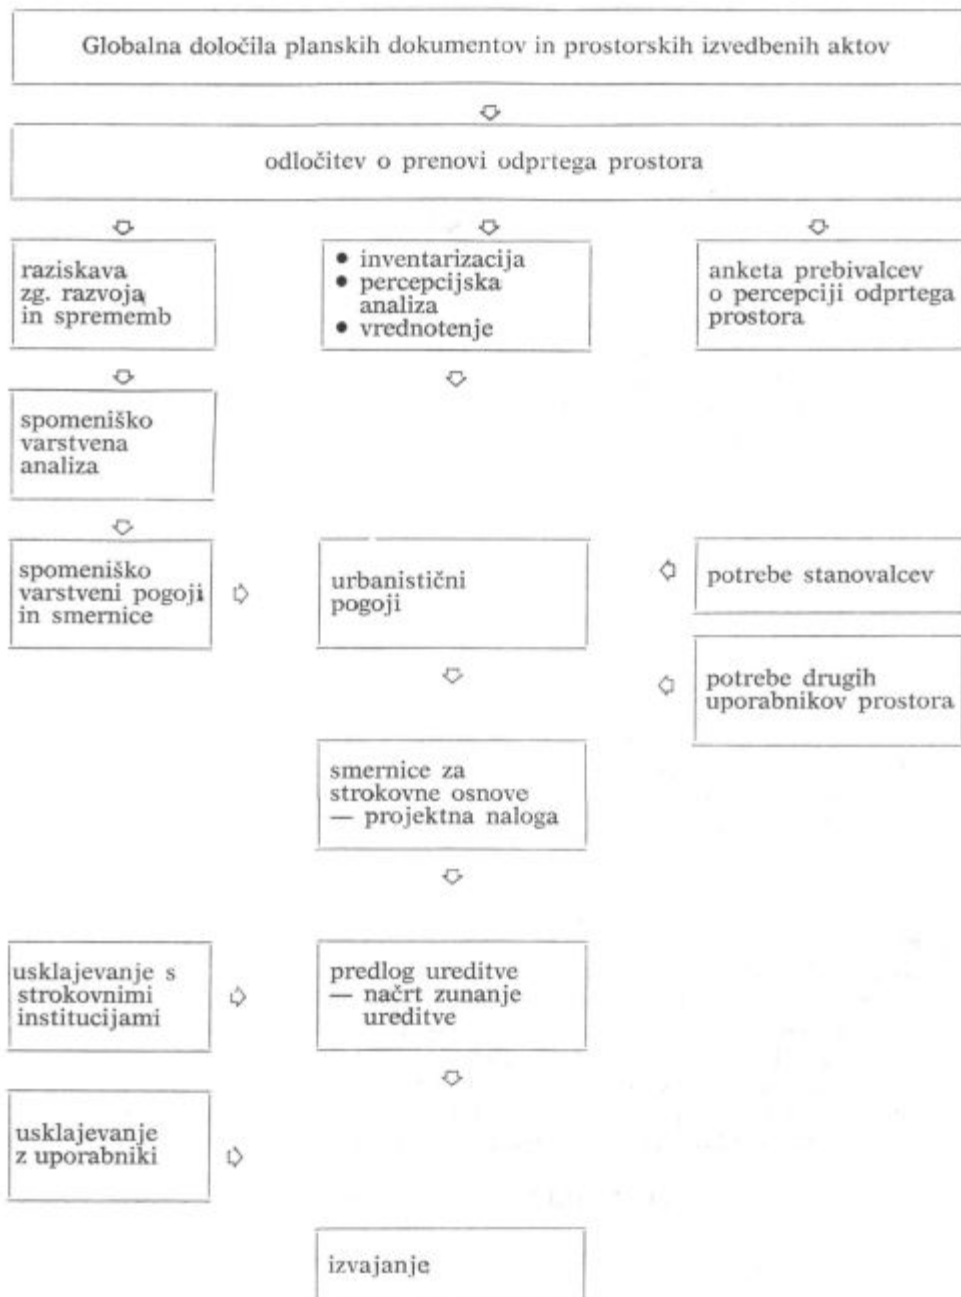 Globalna določila planskih dokumentov in prostorskih izvedbenih aktov
odločitev o prenovi odprtega prostora
raziskava
zg. razvoja
in sprememb
• inventarizacija
• percepcijska
analiza
• vrednotenje
anketa prebivalcev
o percepciji odprtega
prostora
spomeniško
varstvena
analiza
spomeniško
varstveni pogoji
in smernice
urbanistični
pogoji
potrebe stanovalcev
potrebe drugih
uporabnikov prostora
smernice za
strokovne osnove
— projektna naloga
usklajevanje s
strokovnimi
institucijami
predlog ureditve
— načrt zunanje
ureditve
usklajevanje
z uporabniki
izvajanje